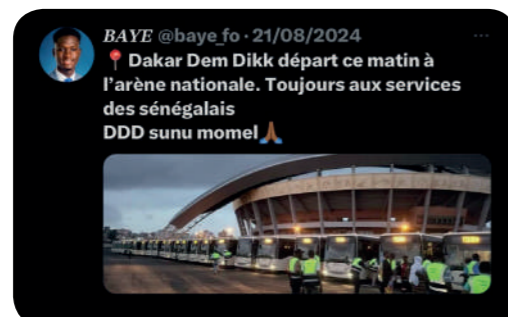 BAYE @baye_fo · 21/08/2024
📍 Dakar Dem Dikk départ ce matin à
l'arène nationale. Toujours aux services
des sénégalais
DDD sunu momel🙏🏾